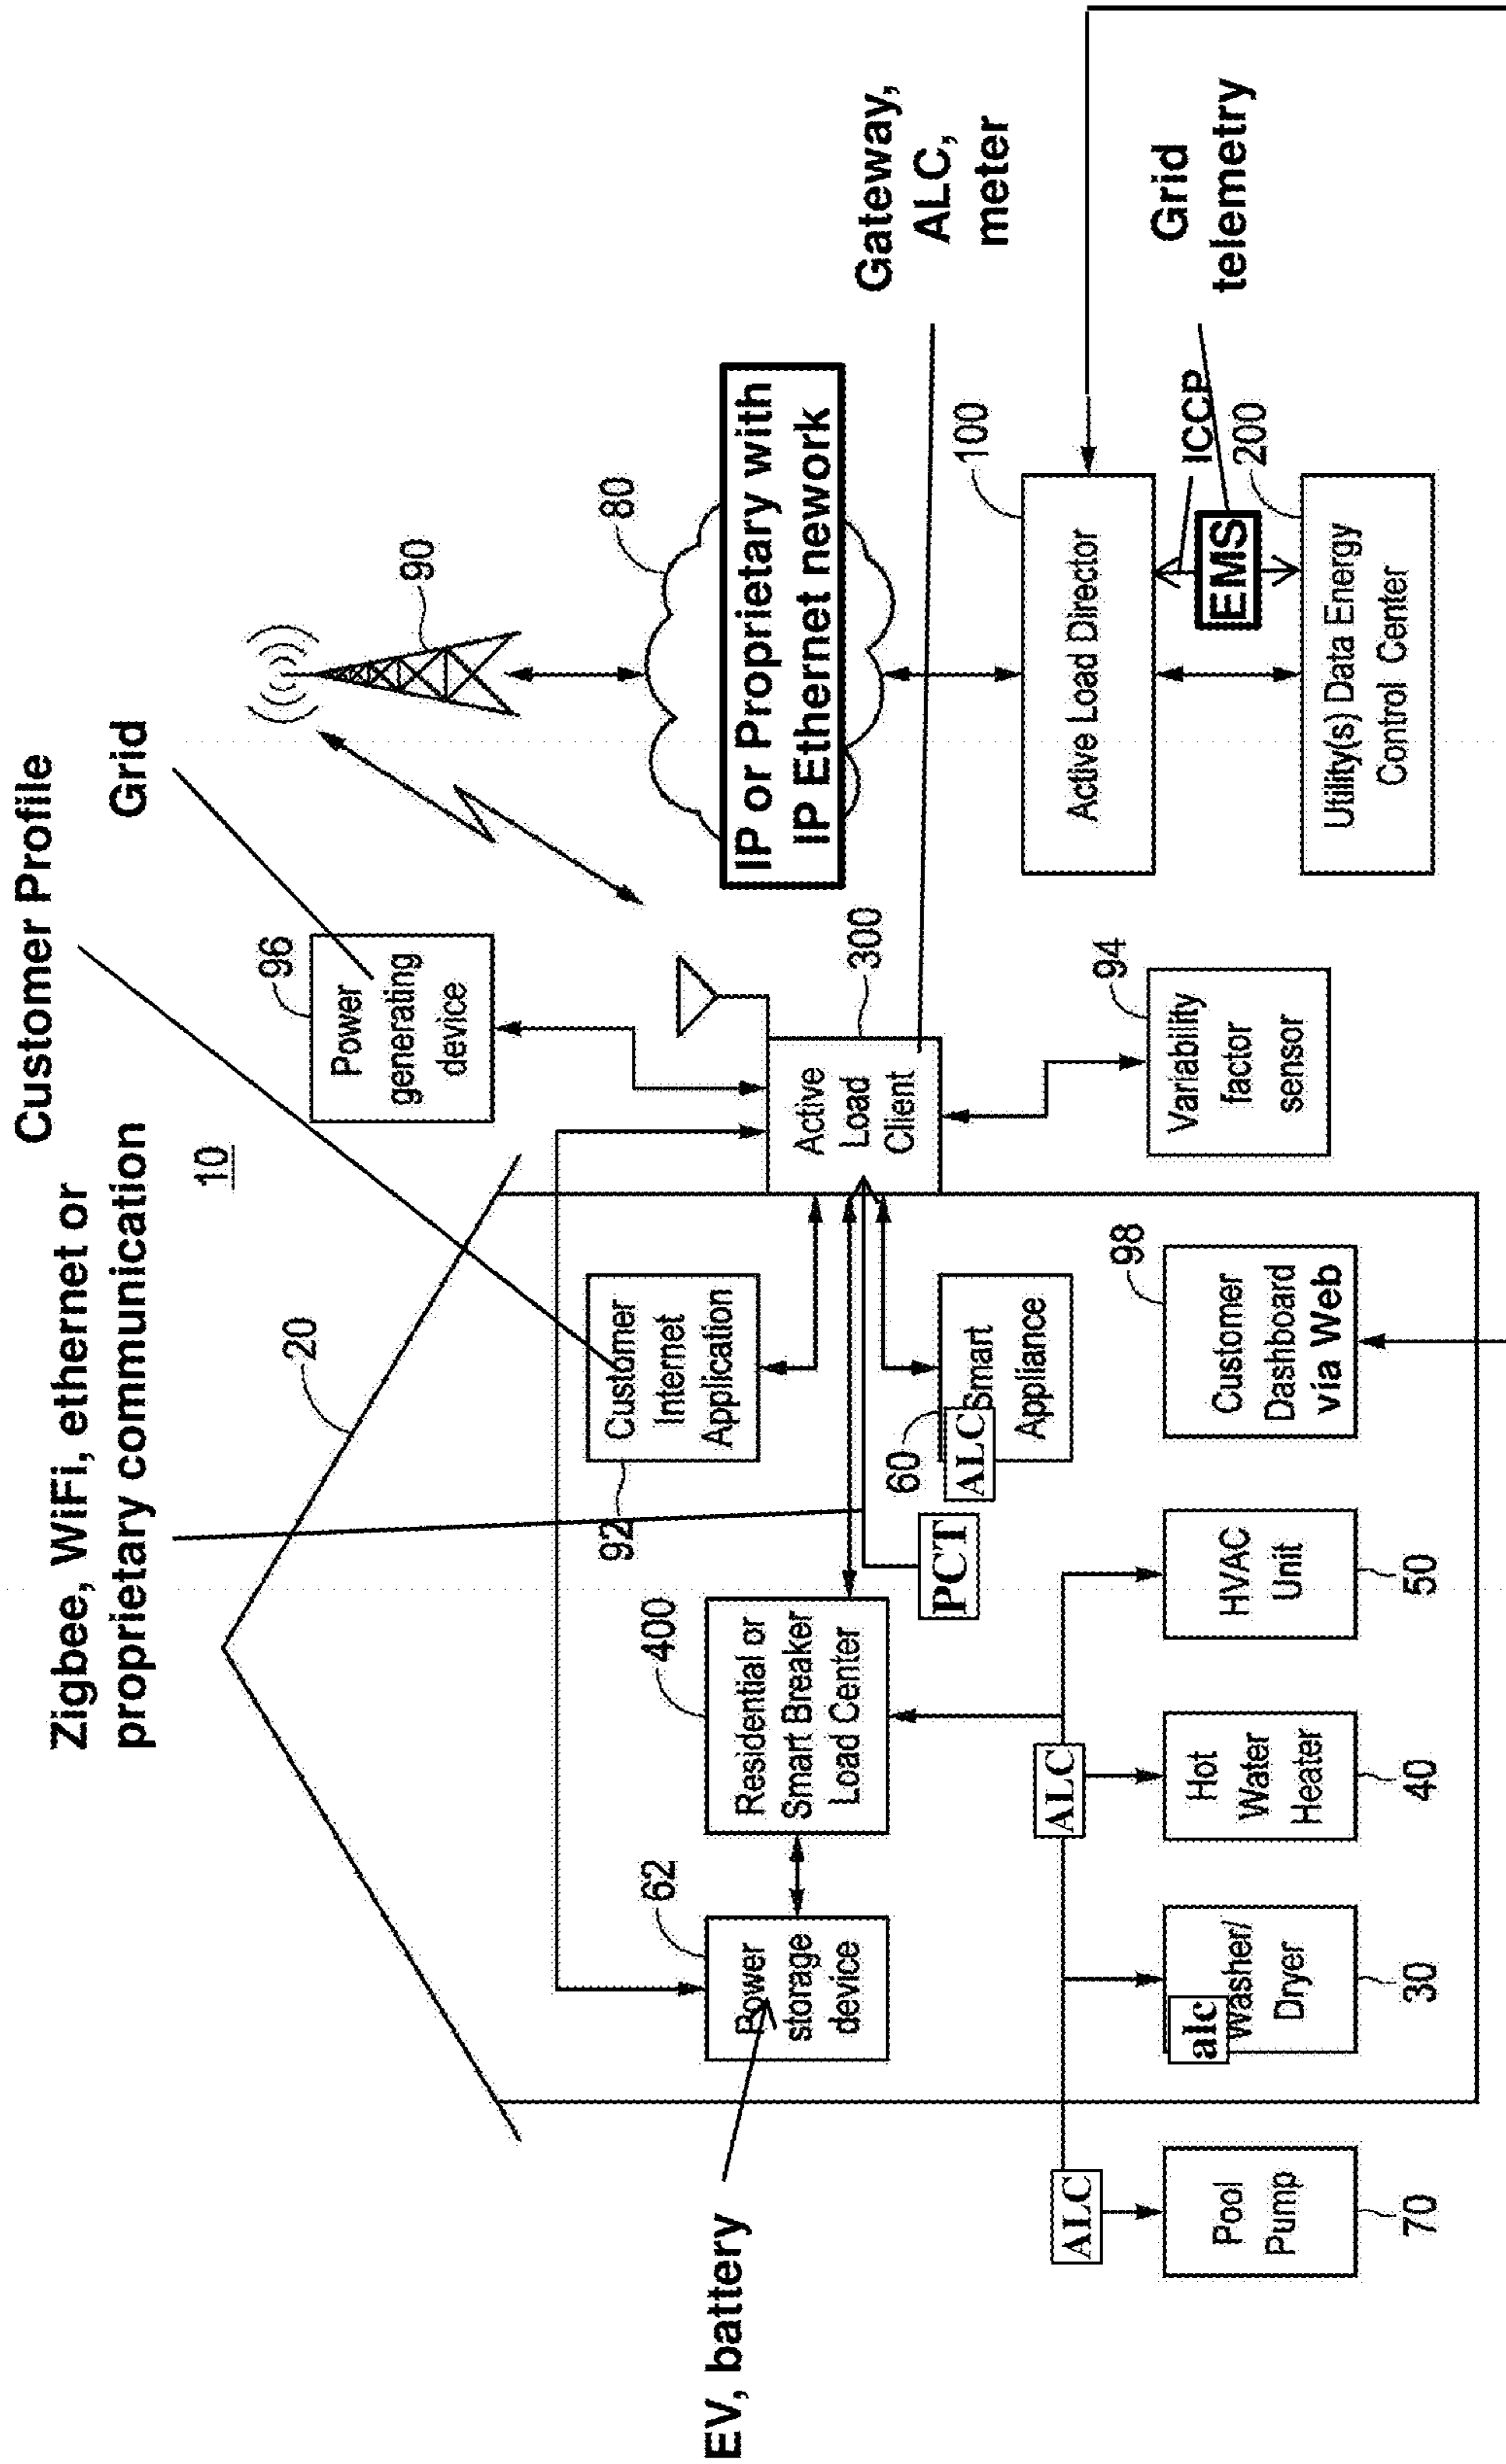 Customer Profile
Grid
Zigbee, WiFi, ethernet or
proprietary communication
10
20
90
80
IP or Proprietary with
IP Ethernet network
96
Power
generating
device
300
Active
Load
Client
Gateway,
ALC,
meter
100
Active Load Director
ICCP
EMS
Grid
telemetry
200
Utility(s) Data Energy
Control Center
94
Variability
factor
sensor
92
Customer
Internet
Application
60
ALC
Smart
Appliance
98
Customer
Dashboard
via Web
PCT
400
Residential or
Smart Breaker
Load Center
62
Power
storage
device
EV, battery
ALC
ALC
Pool
Pump
70
alc
Washer/
Dryer
30
Hot
Water
Heater
40
HVAC
Unit
50